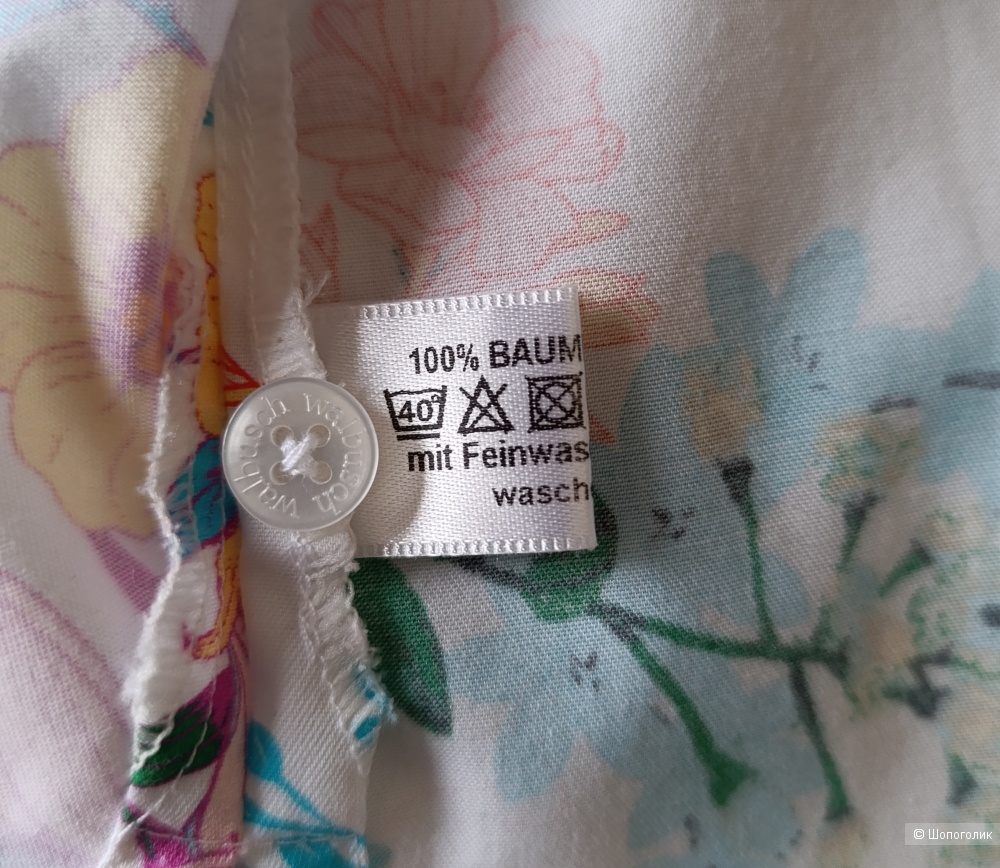 100% BAUM
40°
mit Feinwas
wasch
walbusch walbusch
© Шопоголик